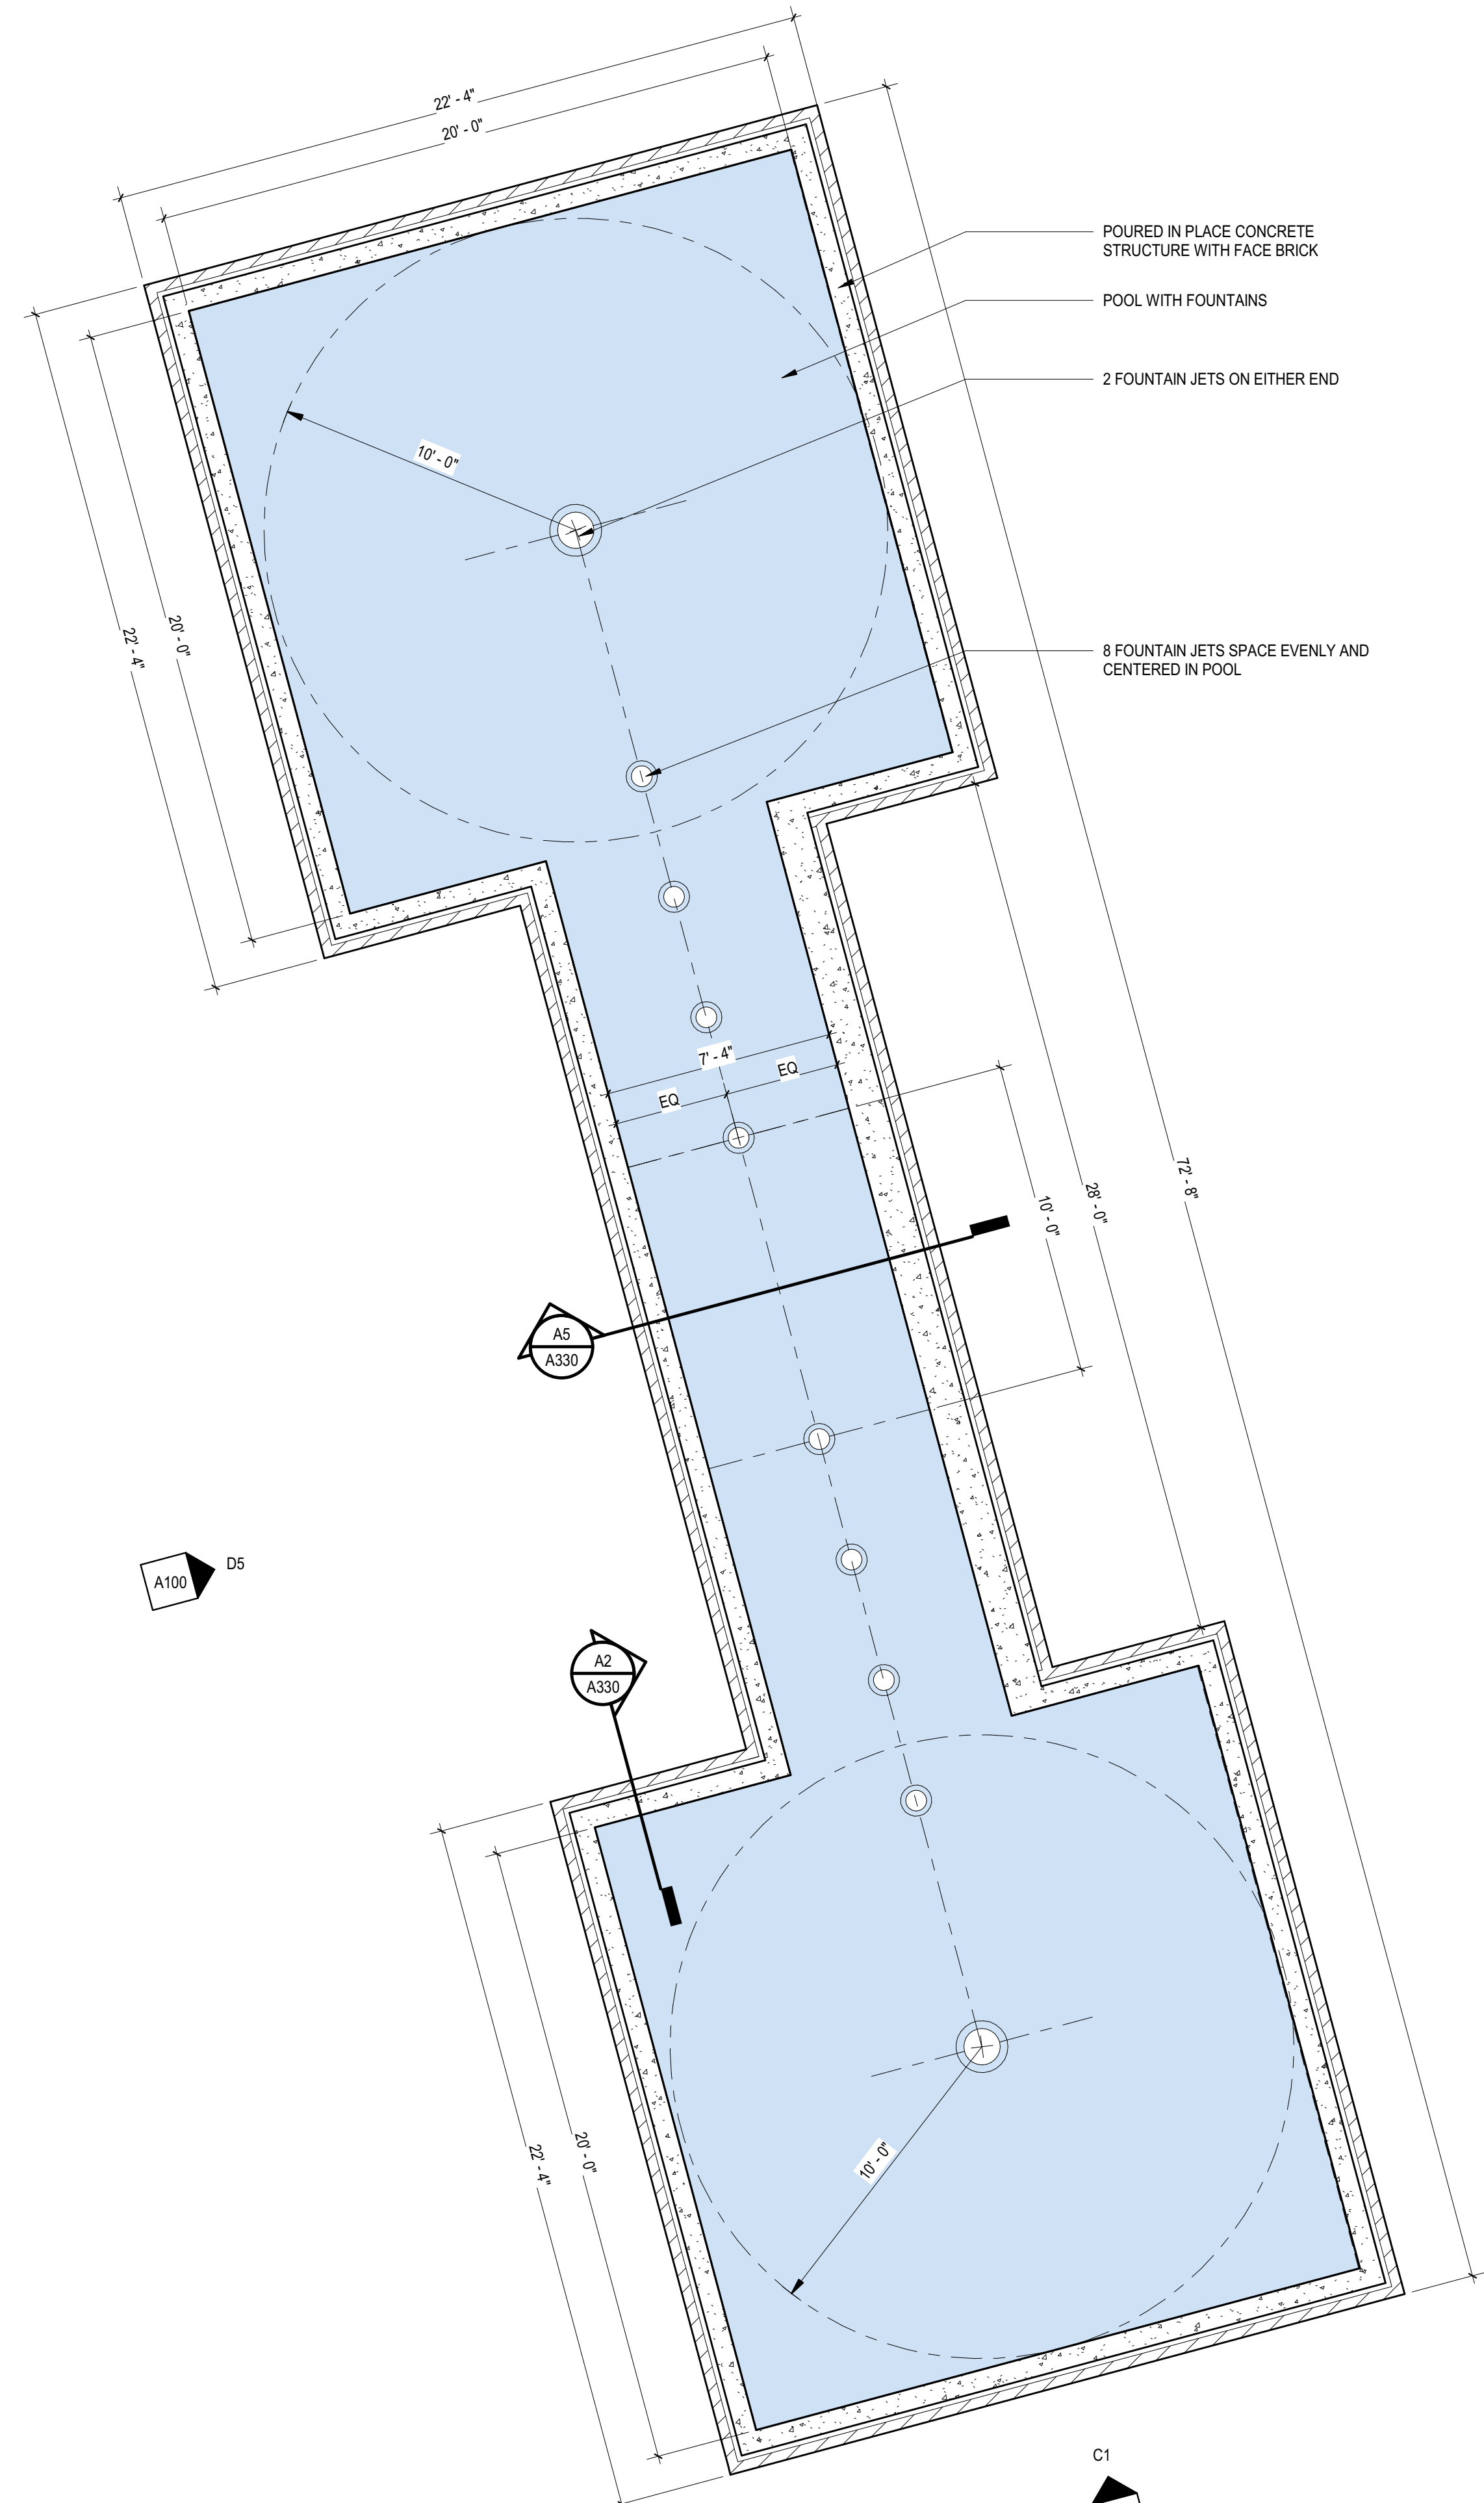 22' - 4"
20' - 0"
POURED IN PLACE CONCRETE
STRUCTURE WITH FACE BRICK
POOL WITH FOUNTAINS
2 FOUNTAIN JETS ON EITHER END
10' - 0"
20' - 0"
22' - 4"
8 FOUNTAIN JETS SPACE EVENLY AND
CENTERED IN POOL
7' - 4"
EQ
EQ
72' - 8"
28' - 0"
10' - 0"
A5
A330
D5
A100
A2
A330
20' - 0"
22' - 4"
10' - 0"
C1